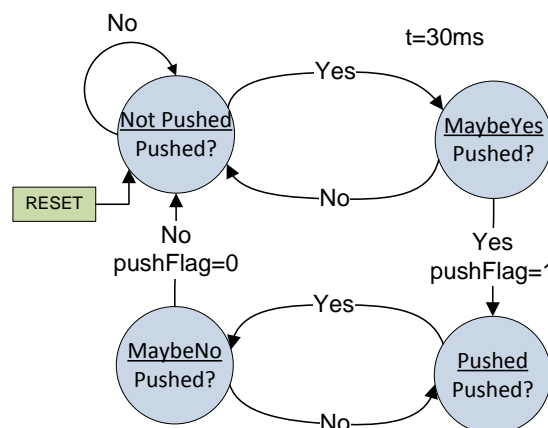 No
t=30ms
Yes
Not Pushed
Pushed?
MaybeYes
Pushed?
No
RESET
No
pushFlag=0
Yes
pushFlag=1
Yes
MaybeNo
Pushed?
Pushed
Pushed?
No